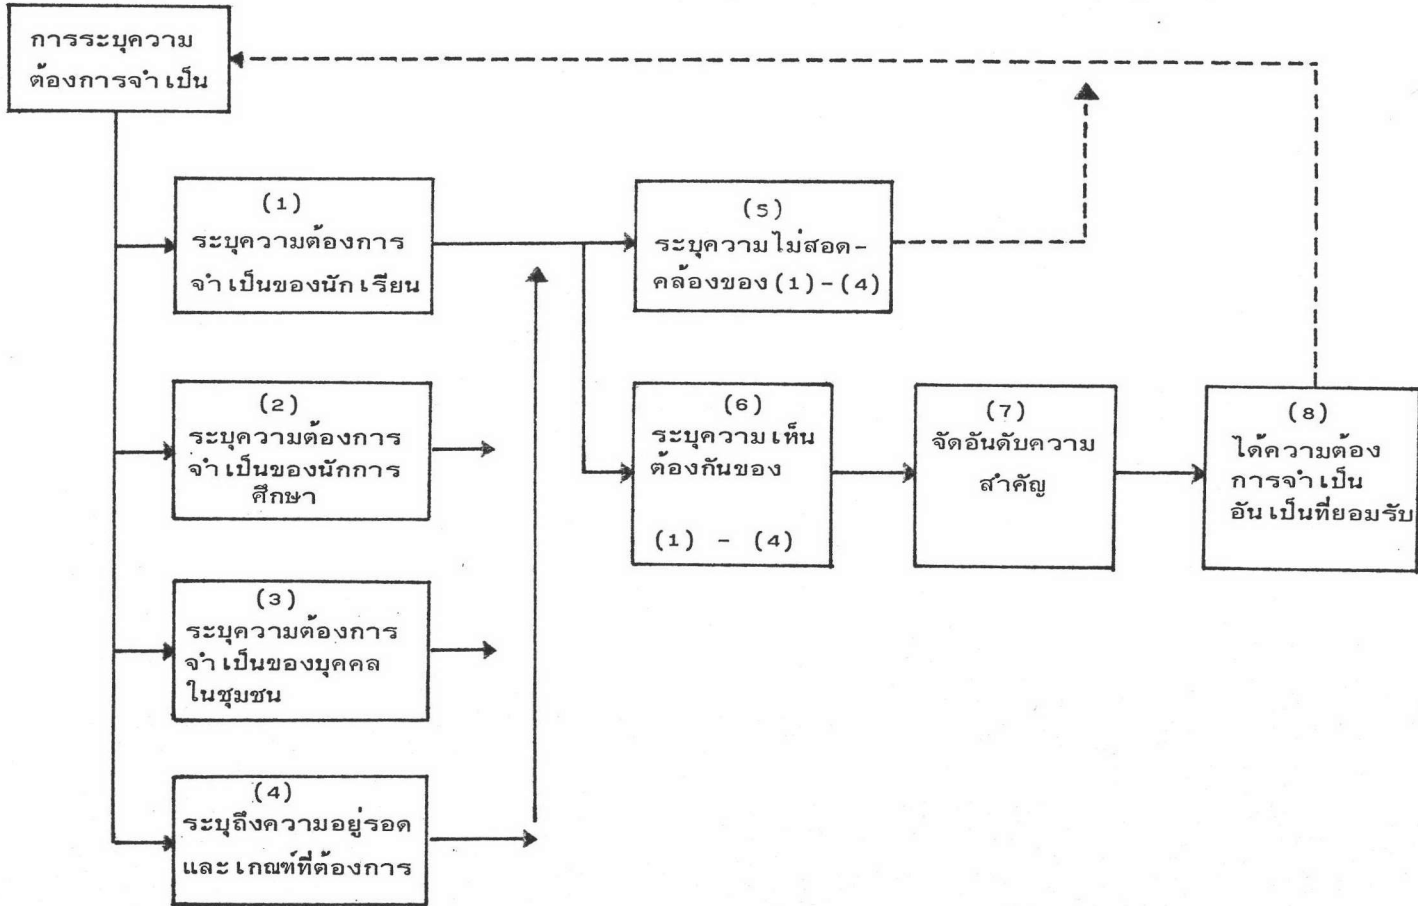 การระบุความ
ต้องการจำเป็น
(1)
ระบุความต้องการ
จำเป็นของนักเรียน
(2)
ระบุความต้องการ
จำเป็นของนักการ
ศึกษา
(3)
ระบุความต้องการ
จำเป็นของบุคคล
ในชุมชน
(4)
ระบุถึงความอยู่รอด
และเกณฑ์ที่ต้องการ
(5)
ระบุความไม่สอด-
คล้องของ(1)-(4)
(6)
ระบุความเห็น
ต้องกันของ
(1) - (4)
(7)
จัดอันดับความ
สำคัญ
(8)
ได้ความต้อง
การจำเป็น
อันเป็นที่ยอมรับ